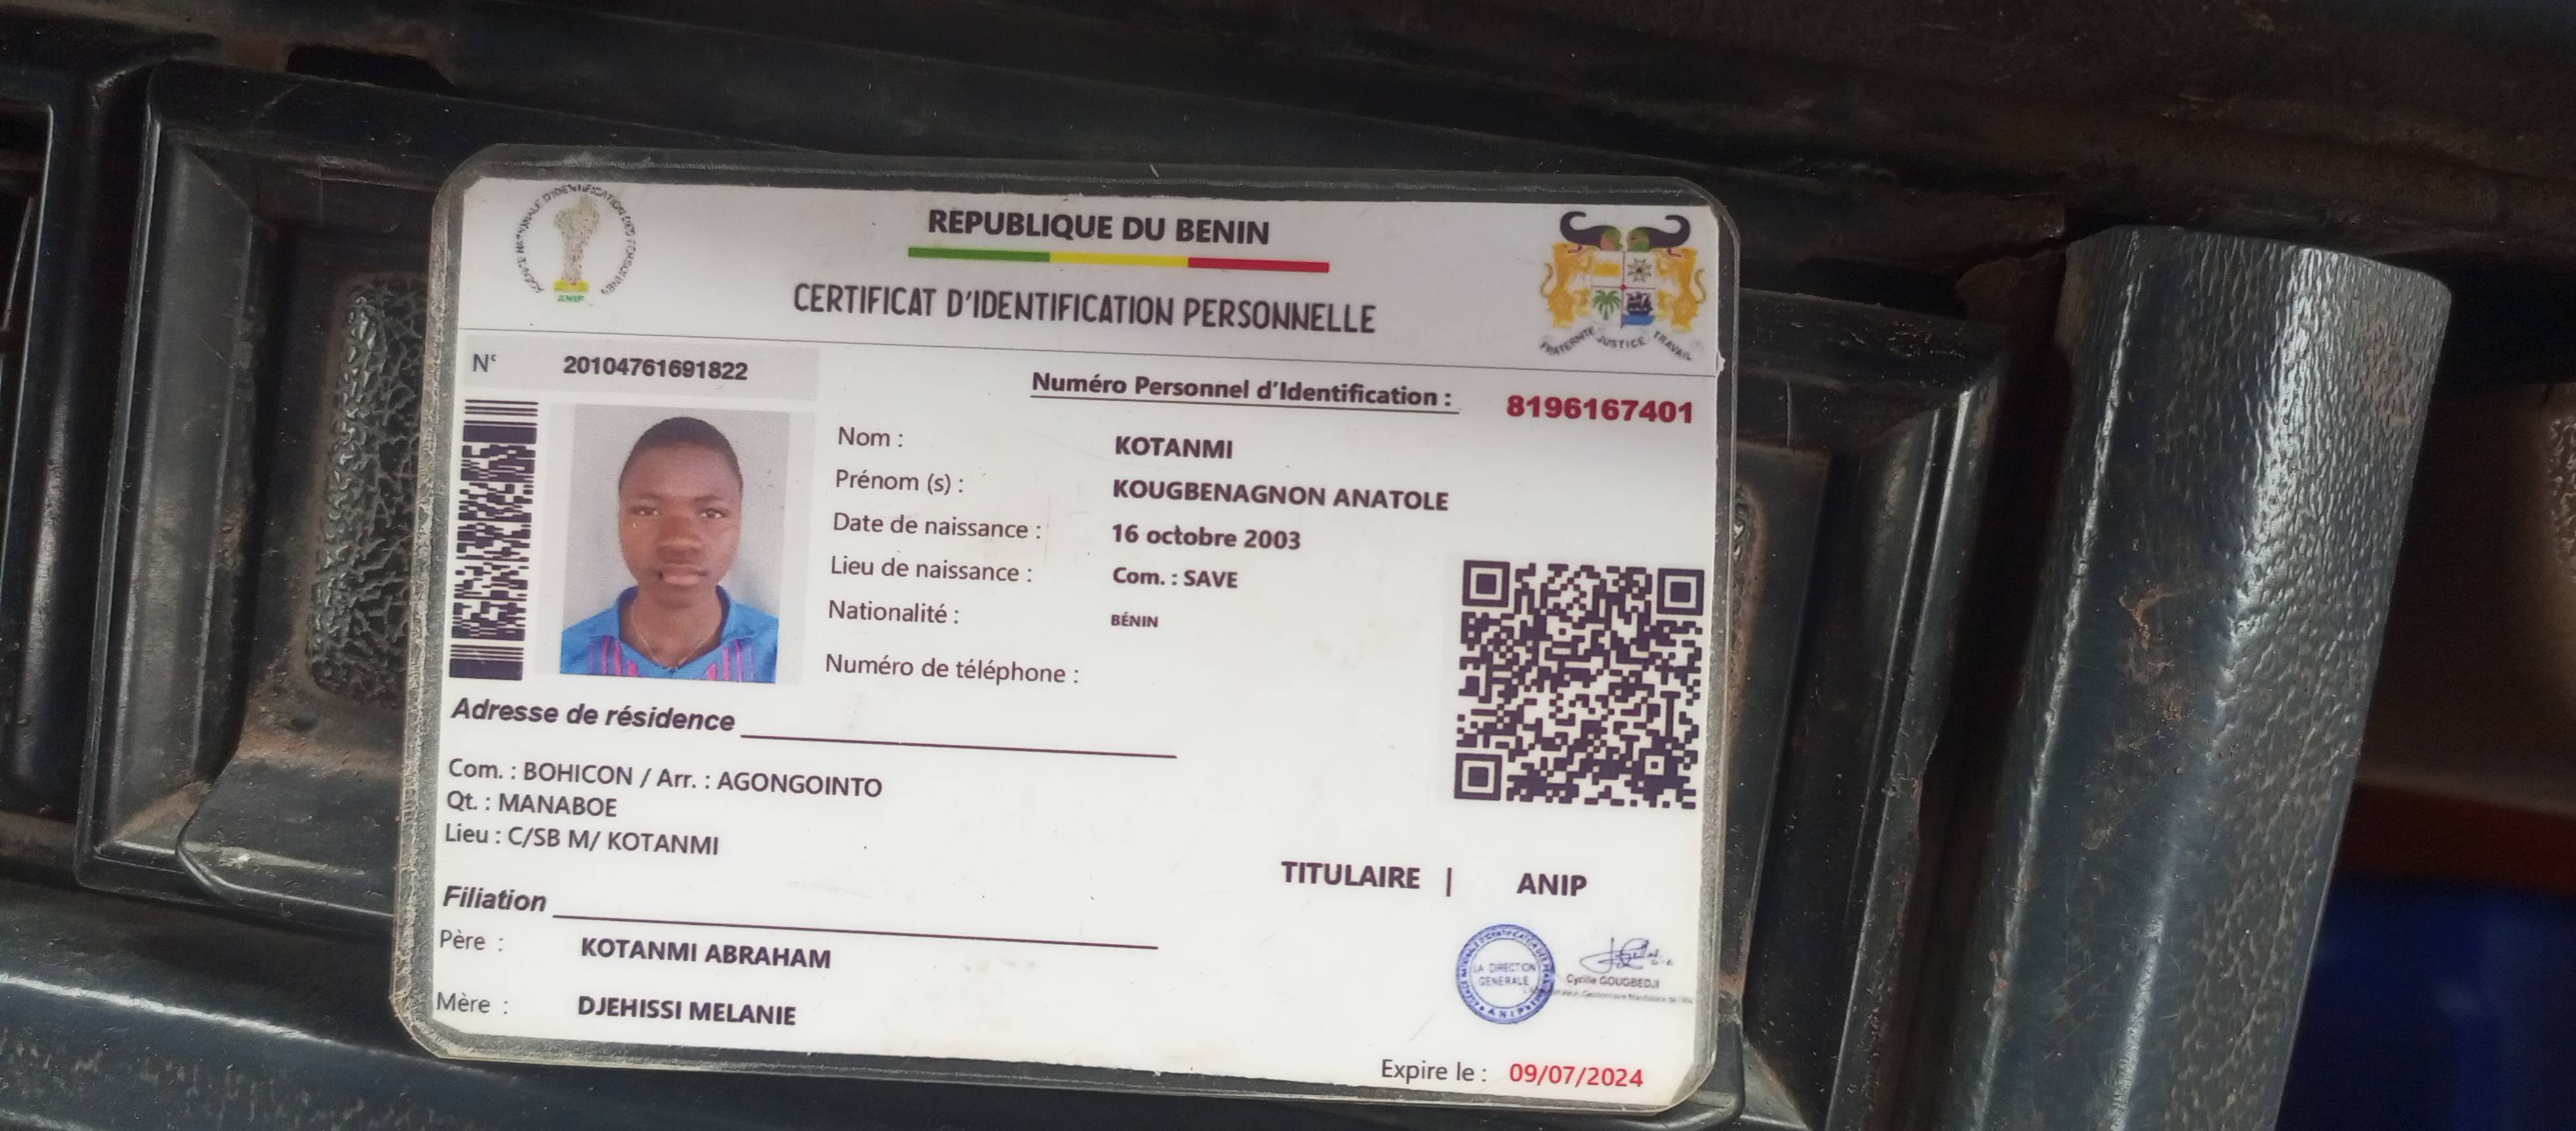 AGENCE NATIONALE D'IDENTIFICATION DES PERSONNES
ANIP
REPUBLIQUE DU BENIN
CERTIFICAT D'IDENTIFICATION PERSONNELLE
FRATERNITE JUSTICE TRAVAIL
N° 20104761691822
Numéro Personnel d'Identification : 8196167401
Nom : KOTANMI
Prénom (s) : KOUGBENAGNON ANATOLE
Date de naissance : 16 octobre 2003
Lieu de naissance : Com. : SAVE
Nationalité : BÉNIN
Numéro de téléphone :
Adresse de résidence
Com. : BOHICON / Arr. : AGONGOINTO
Qt. : MANABOE
Lieu : C/SB M/ KOTANMI
TITULAIRE | ANIP
Filiation
Père : KOTANMI ABRAHAM
Mère : DJEHISSI MELANIE
LA DIRECTION
GENERALE
ANIP
Cyrille GOUGBEDJI
Expire le : 09/07/2024